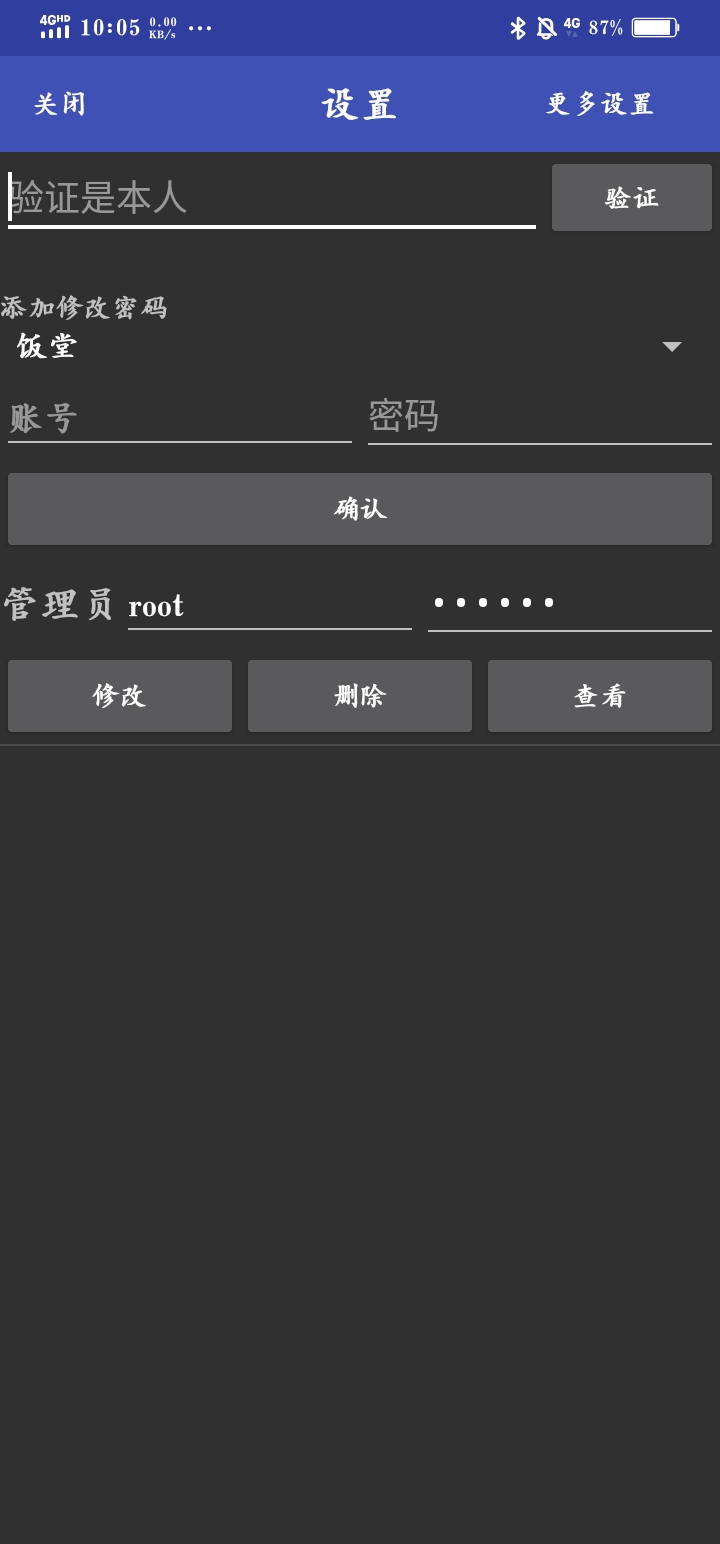 4GHD 10:05 0.00 KB/s ... 4G 87%
关闭 设置 更多设置
验证是本人 验证
添加修改密码
饭堂
账号 密码
确认
管理员 root ••••••
修改 删除 查看